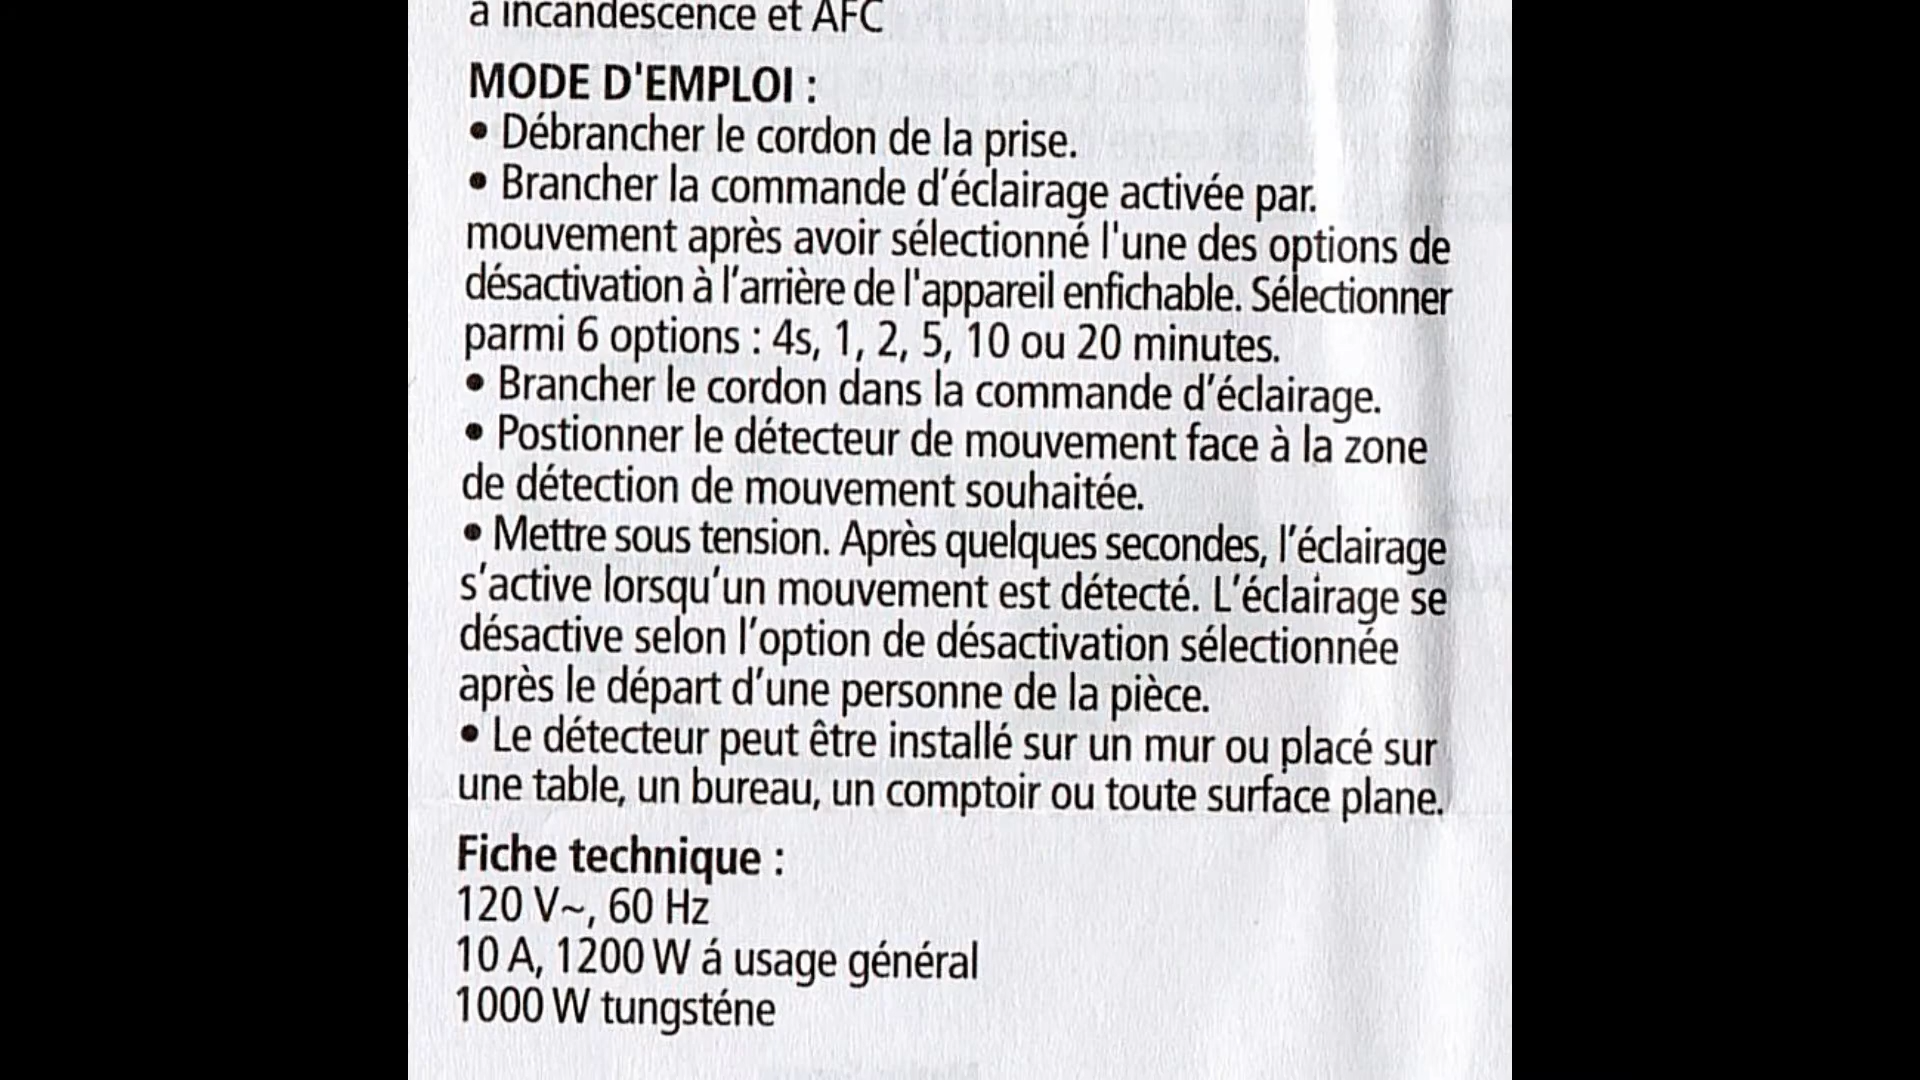 à incandescence et AFC
MODE D'EMPLOI :
• Débrancher le cordon de la prise.
• Brancher la commande d’éclairage activée par.
mouvement après avoir sélectionné l'une des options de
désactivation à l’arrière de l'appareil enfichable. Sélectionner
parmi 6 options : 4s, 1, 2, 5, 10 ou 20 minutes.
• Brancher le cordon dans la commande d’éclairage.
• Postionner le détecteur de mouvement face à la zone
de détection de mouvement souhaitée.
• Mettre sous tension. Après quelques secondes, l’éclairage
s’active lorsqu’un mouvement est détecté. L’éclairage se
désactive selon l’option de désactivation sélectionnée
après le départ d’une personne de la pièce.
• Le détecteur peut être installé sur un mur ou placé sur
une table, un bureau, un comptoir ou toute surface plane.
Fiche technique :
120 V~, 60 Hz
10 A, 1200 W á usage général
1000 W tungsténe